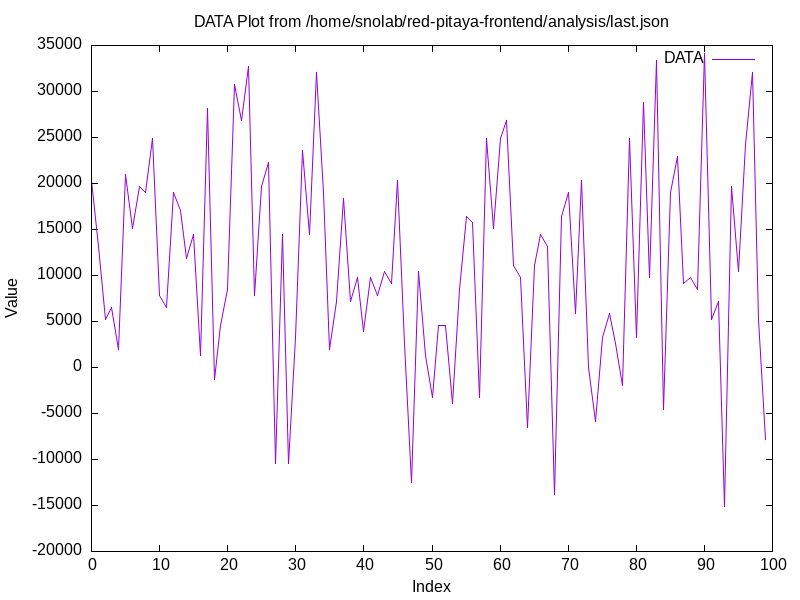 DATA Plot from /home/snolab/red-pitaya-frontend/analysis/last.json
35000
30000
25000
20000
15000
10000
5000
0
-5000
-10000
-15000
-20000
Value
DATA
0 10 20 30 40 50 60 70 80 90 100
Index